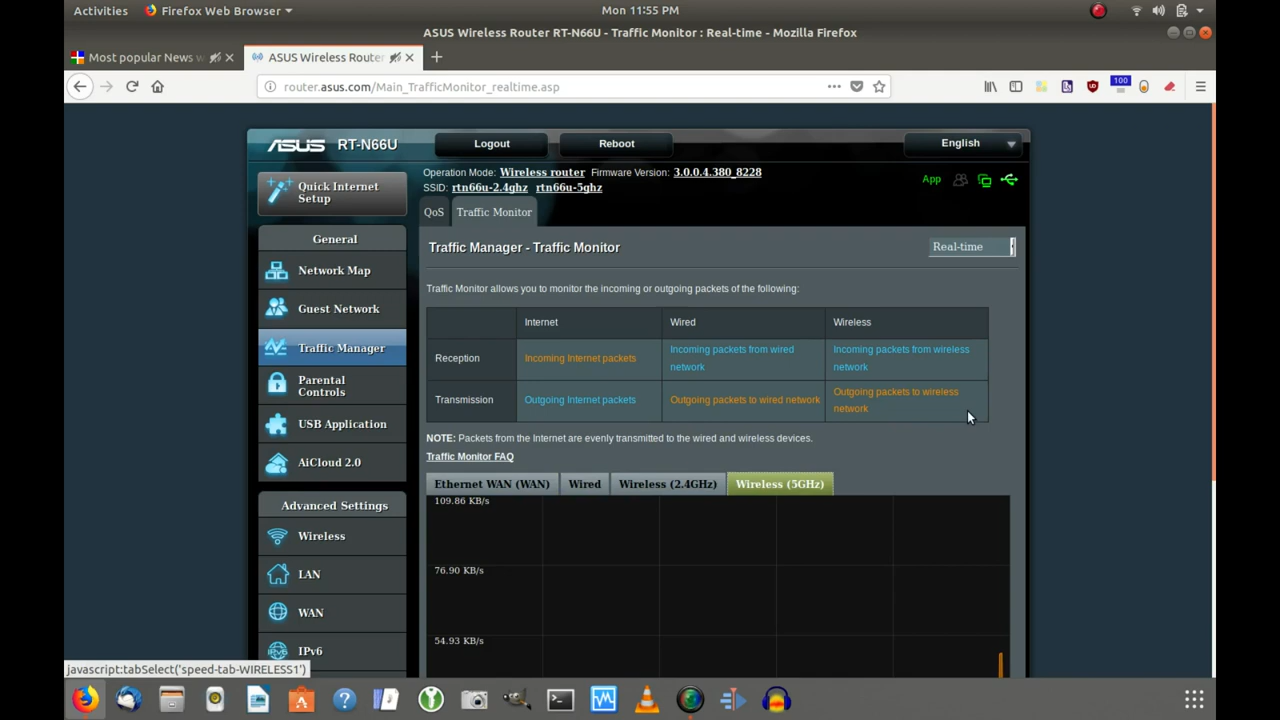 Activities Firefox Web Browser Mon 11:55 PM
ASUS Wireless Router RT-N66U - Traffic Monitor : Real-time - Mozilla Firefox
Most popular News w ASUS Wireless Router
router.asus.com/Main_TrafficMonitor_realtime.asp
100
ASUS RT-N66U Logout Reboot English
Quick Internet
Setup
Operation Mode: Wireless router Firmware Version: 3.0.0.4.380_8228
SSID: rtn66u-2.4ghz rtn66u-5ghz
App
QoS Traffic Monitor
General
Network Map
Guest Network
Traffic Manager
Parental
Controls
USB Application
AiCloud 2.0
Advanced Settings
Wireless
LAN
WAN
IPv6
Traffic Manager - Traffic Monitor
Real-time
Traffic Monitor allows you to monitor the incoming or outgoing packets of the following:
Internet Wired Wireless
Reception Incoming Internet packets Incoming packets from wired network Incoming packets from wireless network
Transmission Outgoing Internet packets Outgoing packets to wired network Outgoing packets to wireless network
NOTE: Packets from the Internet are evenly transmitted to the wired and wireless devices.
Traffic Monitor FAQ
Ethernet WAN (WAN) Wired Wireless (2.4GHz) Wireless (5GHz)
109.86 KB/s
76.90 KB/s
54.93 KB/s
javascript:tabSelect('speed-tab-WIRELESS1')